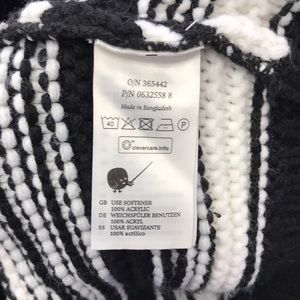 O/N 365442
P/N 0632558 8
Made in Bangladesh
40 P
clevercare.info
GB USE SOFTENER
100% ACRYLIC
DE WEICHSPÜLER BENUTZEN
100% ACRYL
ES USAR SUAVIZANTE
100% acrílico